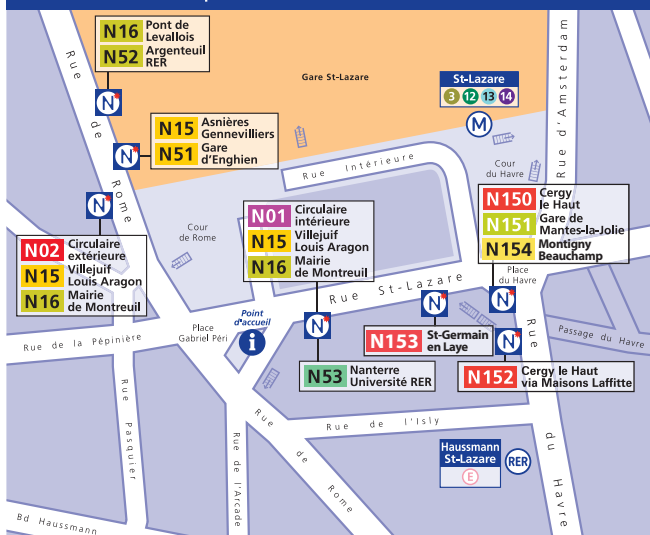 N16 Pont de
Levallois
N52 Argenteuil
RER
Rue de Rome
Gare St-Lazare
St-Lazare
3 12 13 14
M
Rue d'Amsterdam
N
N15 Asnières
Gennevilliers
N51 Gare
d'Enghien
N
Rue Intérieure
Cour
du Havre
N
N02 Circulaire
extérieure
N15 Villejuif
Louis Aragon
N16 Mairie
de Montreuil
Cour
de Rome
N01 Circulaire
intérieure
N15 Villejuif
Louis Aragon
N16 Mairie
de Montreuil
N150 Cergy
le Haut
N151 Gare de
Mantes-la-Jolie
N154 Montigny
Beauchamp
Place
du Havre
Rue St-Lazare
N
N
N
N
Point
d'accueil
i
Place
Gabriel Péri
Rue de la Pépinière
N153 St-Germain
en Laye
Passage du Havre
N53 Nanterre
Université RER
N152 Cergy le Haut
via Maisons Laffitte
Rue Pasquier
Rue de l'Arcade
Rue de Rome
Rue de l'Isly
Rue du Havre
Haussmann
St-Lazare
E
RER
Bd Haussmann